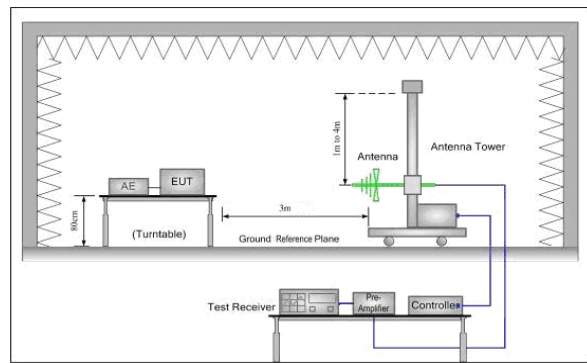 1m to 4m
Antenna
Antenna Tower
AE
EUT
80cm
(Turntable)
3m
Ground Reference Plane
Test Receiver
Pre-
Amplifier
Controller